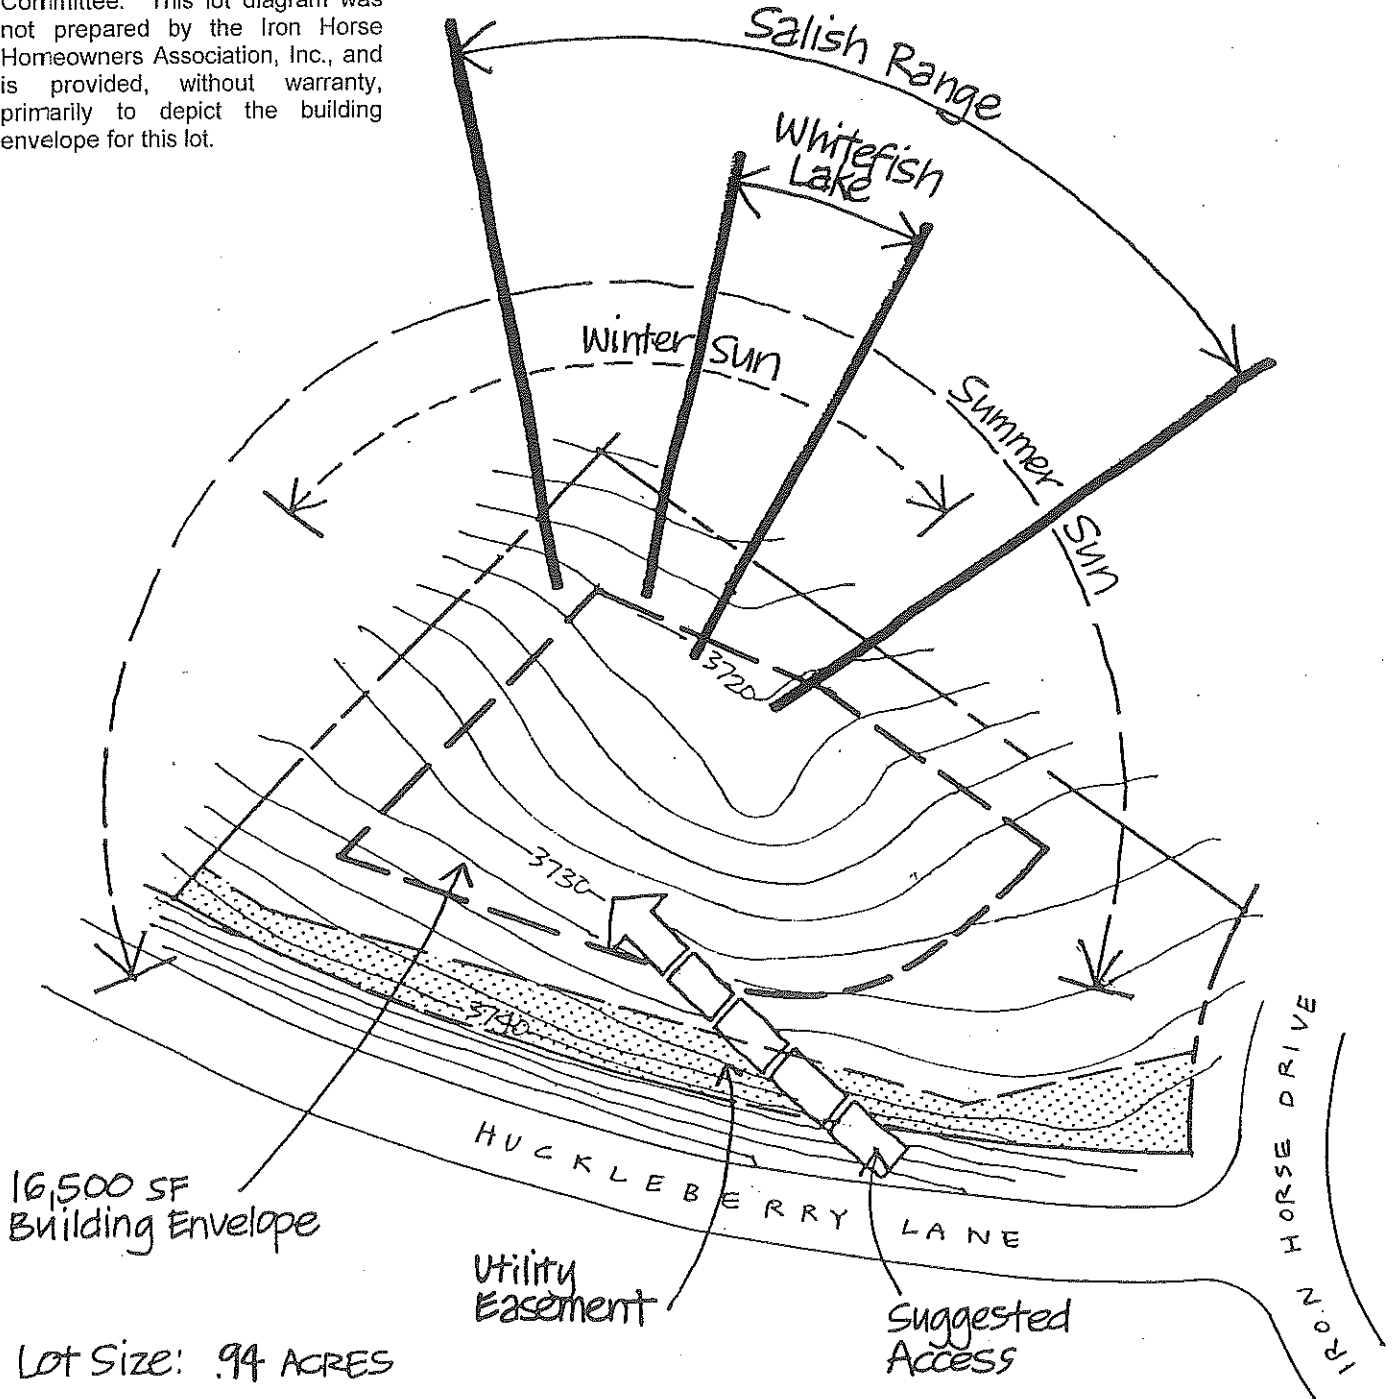 Committee. This lot diagram was
not prepared by the Iron Horse
Homeowners Association, Inc., and
is provided, without warranty,
primarily to depict the building
envelope for this lot.
Salish Range
Whitefish
Lake
Winter Sun
Summer Sun
3720
3730
3740
HUCKLEBERRY LANE
IRON HORSE DRIVE
16,500 SF
Building Envelope
Utility
Easement
Suggested
Access
Lot Size: .94 ACRES